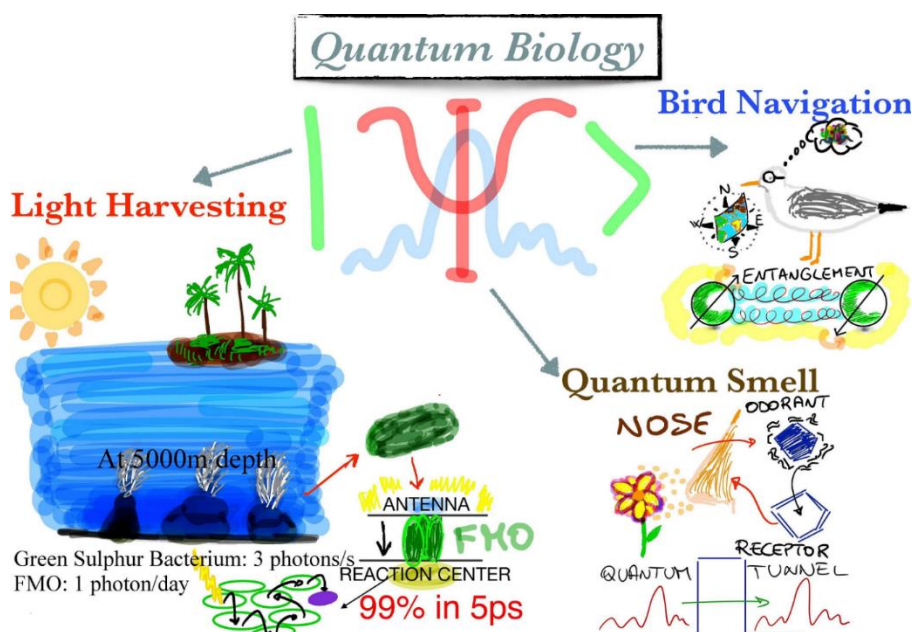 Quantum Biology
Ψ
Bird Navigation
N
W E
S
ENTANGLEMENT
Light Harvesting
At 5000m depth
Green Sulphur Bacterium: 3 photons/s
FMO: 1 photon/day
ANTENNA
FMO
REACTION CENTER
99% in 5ps
Quantum Smell
NOSE
ODORANT
RECEPTOR
QUANTUM TUNNEL